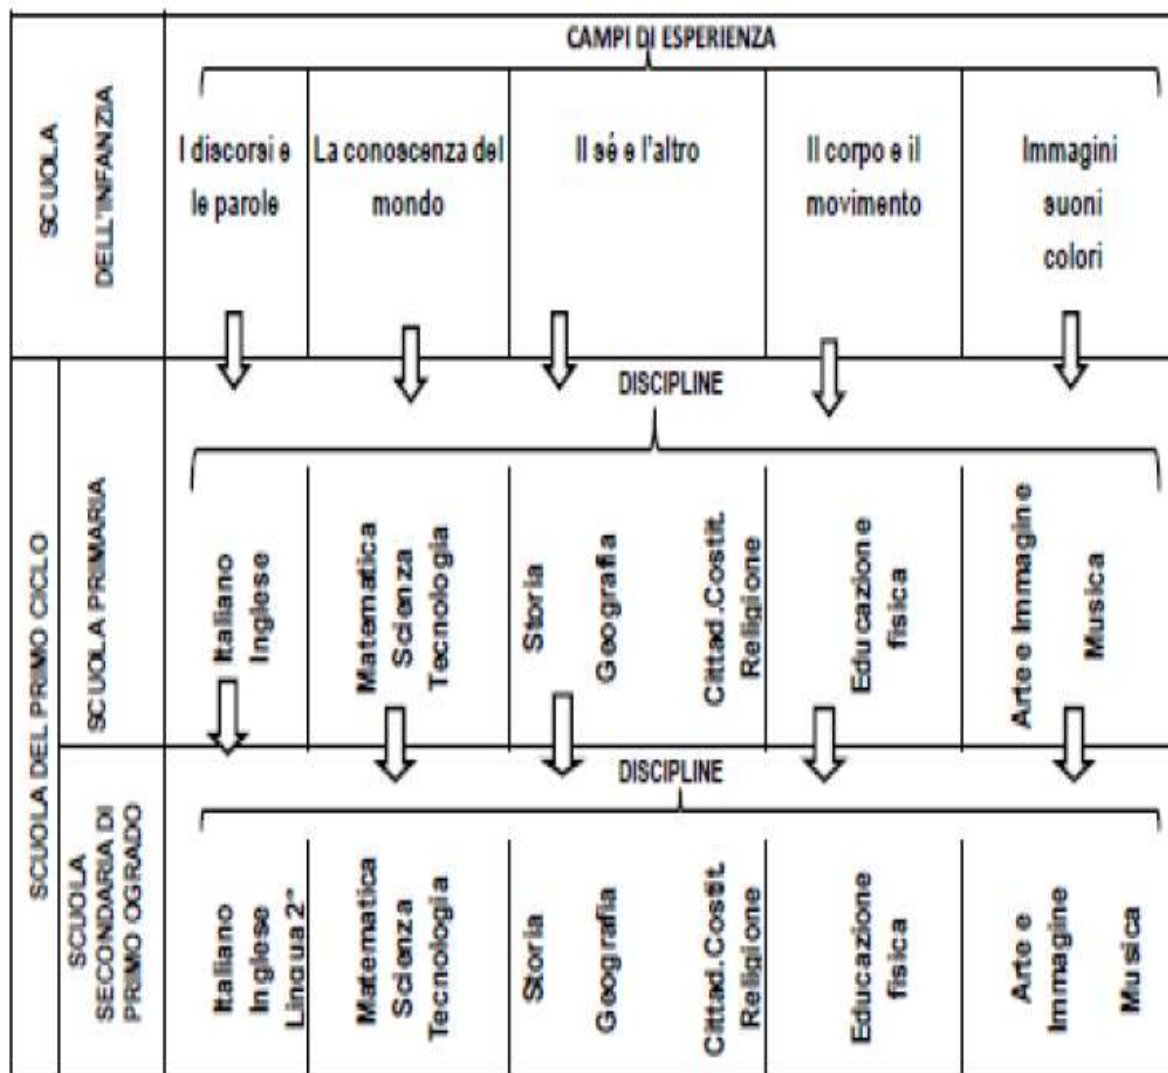 CAMPI DI ESPERIENZA
SCUOLA
DELL'INFANZIA
I discorsi e
le parole
La conoscenza del
mondo
Il sè e l'altro
Il corpo e il
movimento
Immagini
suoni
colori
SCUOLA DEL PRIMO CICLO
SCUOLA PRIMARIA
DISCIPLINE
Italiano
Inglese
Matematica
Scienza
Tecnologia
Storia
Geografia
Cittad.Costit.
Religione
Educazione
fisica
Arte e Immagine
Musica
SCUOLA
SECONDARIA DI
PRIMO OGRADO
DISCIPLINE
Italiano
Inglese
Lingua 2°
Matematica
Scienza
Tecnologia
Storia
Geografia
Cittad.Costit.
Religione
Educazione
fisica
Arte e
Immagine
Musica